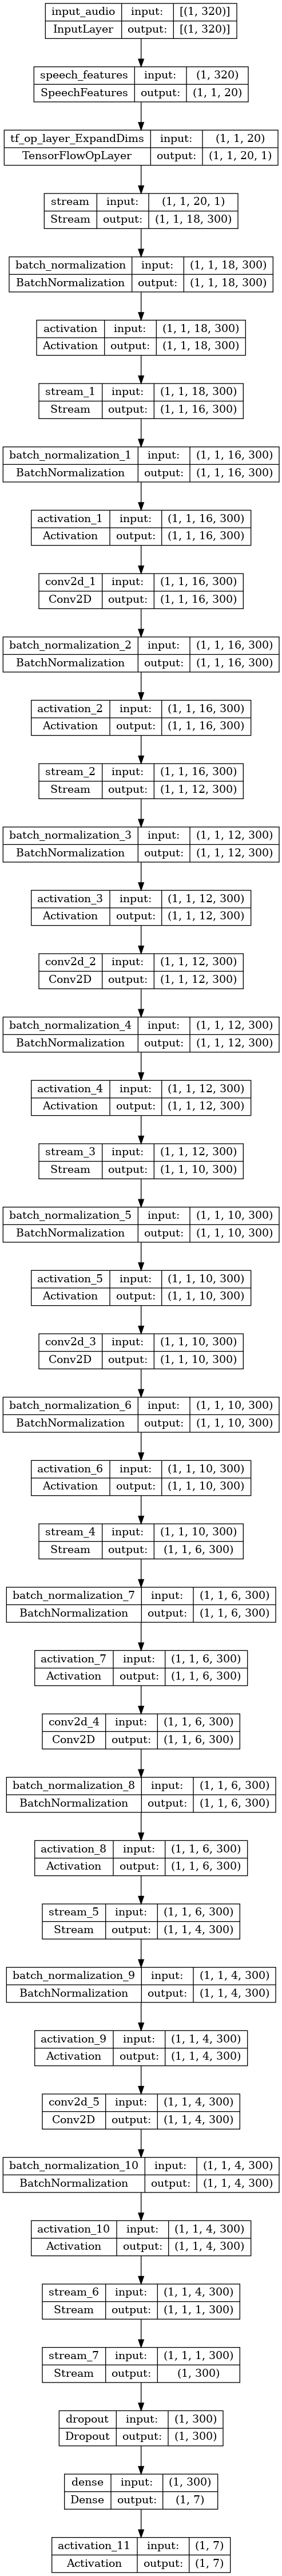 input_audio input: [(1, 320)]
InputLayer output: [(1, 320)]
speech_features input: (1, 320)
SpeechFeatures output: (1, 1, 20)
tf_op_layer_ExpandDims input: (1, 1, 20)
TensorFlowOpLayer output: (1, 1, 20, 1)
stream input: (1, 1, 20, 1)
Stream output: (1, 1, 18, 300)
batch_normalization input: (1, 1, 18, 300)
BatchNormalization output: (1, 1, 18, 300)
activation input: (1, 1, 18, 300)
Activation output: (1, 1, 18, 300)
stream_1 input: (1, 1, 18, 300)
Stream output: (1, 1, 16, 300)
batch_normalization_1 input: (1, 1, 16, 300)
BatchNormalization output: (1, 1, 16, 300)
activation_1 input: (1, 1, 16, 300)
Activation output: (1, 1, 16, 300)
conv2d_1 input: (1, 1, 16, 300)
Conv2D output: (1, 1, 16, 300)
batch_normalization_2 input: (1, 1, 16, 300)
BatchNormalization output: (1, 1, 16, 300)
activation_2 input: (1, 1, 16, 300)
Activation output: (1, 1, 16, 300)
stream_2 input: (1, 1, 16, 300)
Stream output: (1, 1, 12, 300)
batch_normalization_3 input: (1, 1, 12, 300)
BatchNormalization output: (1, 1, 12, 300)
activation_3 input: (1, 1, 12, 300)
Activation output: (1, 1, 12, 300)
conv2d_2 input: (1, 1, 12, 300)
Conv2D output: (1, 1, 12, 300)
batch_normalization_4 input: (1, 1, 12, 300)
BatchNormalization output: (1, 1, 12, 300)
activation_4 input: (1, 1, 12, 300)
Activation output: (1, 1, 12, 300)
stream_3 input: (1, 1, 12, 300)
Stream output: (1, 1, 10, 300)
batch_normalization_5 input: (1, 1, 10, 300)
BatchNormalization output: (1, 1, 10, 300)
activation_5 input: (1, 1, 10, 300)
Activation output: (1, 1, 10, 300)
conv2d_3 input: (1, 1, 10, 300)
Conv2D output: (1, 1, 10, 300)
batch_normalization_6 input: (1, 1, 10, 300)
BatchNormalization output: (1, 1, 10, 300)
activation_6 input: (1, 1, 10, 300)
Activation output: (1, 1, 10, 300)
stream_4 input: (1, 1, 10, 300)
Stream output: (1, 1, 6, 300)
batch_normalization_7 input: (1, 1, 6, 300)
BatchNormalization output: (1, 1, 6, 300)
activation_7 input: (1, 1, 6, 300)
Activation output: (1, 1, 6, 300)
conv2d_4 input: (1, 1, 6, 300)
Conv2D output: (1, 1, 6, 300)
batch_normalization_8 input: (1, 1, 6, 300)
BatchNormalization output: (1, 1, 6, 300)
activation_8 input: (1, 1, 6, 300)
Activation output: (1, 1, 6, 300)
stream_5 input: (1, 1, 6, 300)
Stream output: (1, 1, 4, 300)
batch_normalization_9 input: (1, 1, 4, 300)
BatchNormalization output: (1, 1, 4, 300)
activation_9 input: (1, 1, 4, 300)
Activation output: (1, 1, 4, 300)
conv2d_5 input: (1, 1, 4, 300)
Conv2D output: (1, 1, 4, 300)
batch_normalization_10 input: (1, 1, 4, 300)
BatchNormalization output: (1, 1, 4, 300)
activation_10 input: (1, 1, 4, 300)
Activation output: (1, 1, 4, 300)
stream_6 input: (1, 1, 4, 300)
Stream output: (1, 1, 1, 300)
stream_7 input: (1, 1, 1, 300)
Stream output: (1, 300)
dropout input: (1, 300)
Dropout output: (1, 300)
dense input: (1, 300)
Dense output: (1, 7)
activation_11 input: (1, 7)
Activation output: (1, 7)